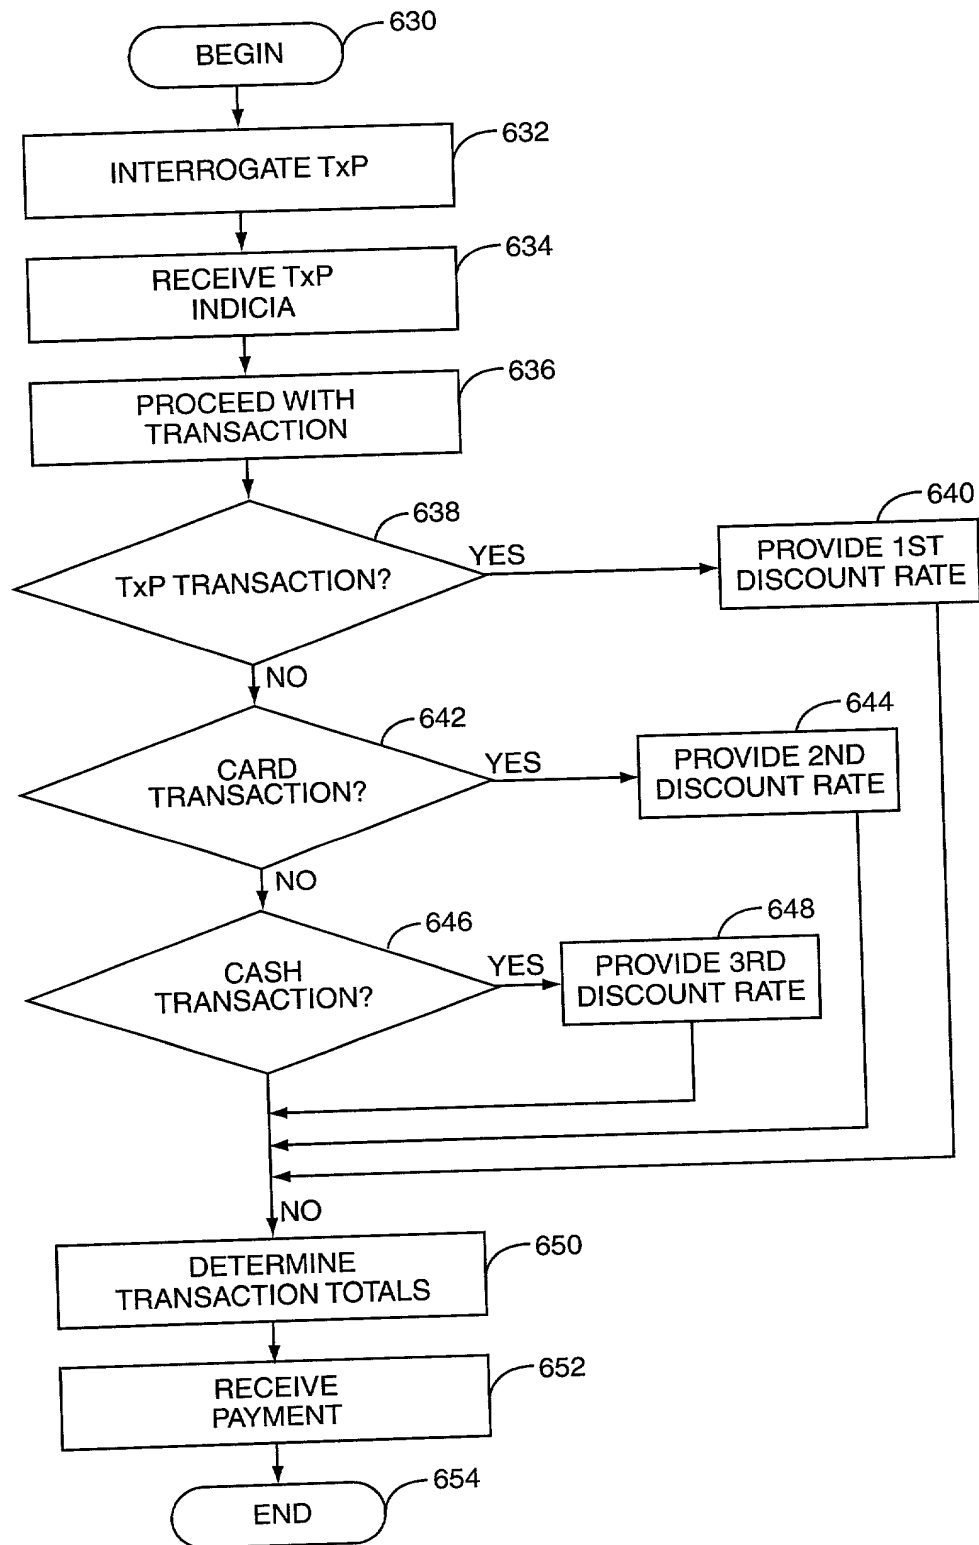 630
BEGIN
632
INTERROGATE TxP
634
RECEIVE TxP
INDICIA
636
PROCEED WITH
TRANSACTION
638
TxP TRANSACTION?
YES
640
PROVIDE 1ST
DISCOUNT RATE
NO
642
CARD
TRANSACTION?
YES
644
PROVIDE 2ND
DISCOUNT RATE
NO
646
CASH
TRANSACTION?
YES
648
PROVIDE 3RD
DISCOUNT RATE
NO
650
DETERMINE
TRANSACTION TOTALS
652
RECEIVE
PAYMENT
654
END